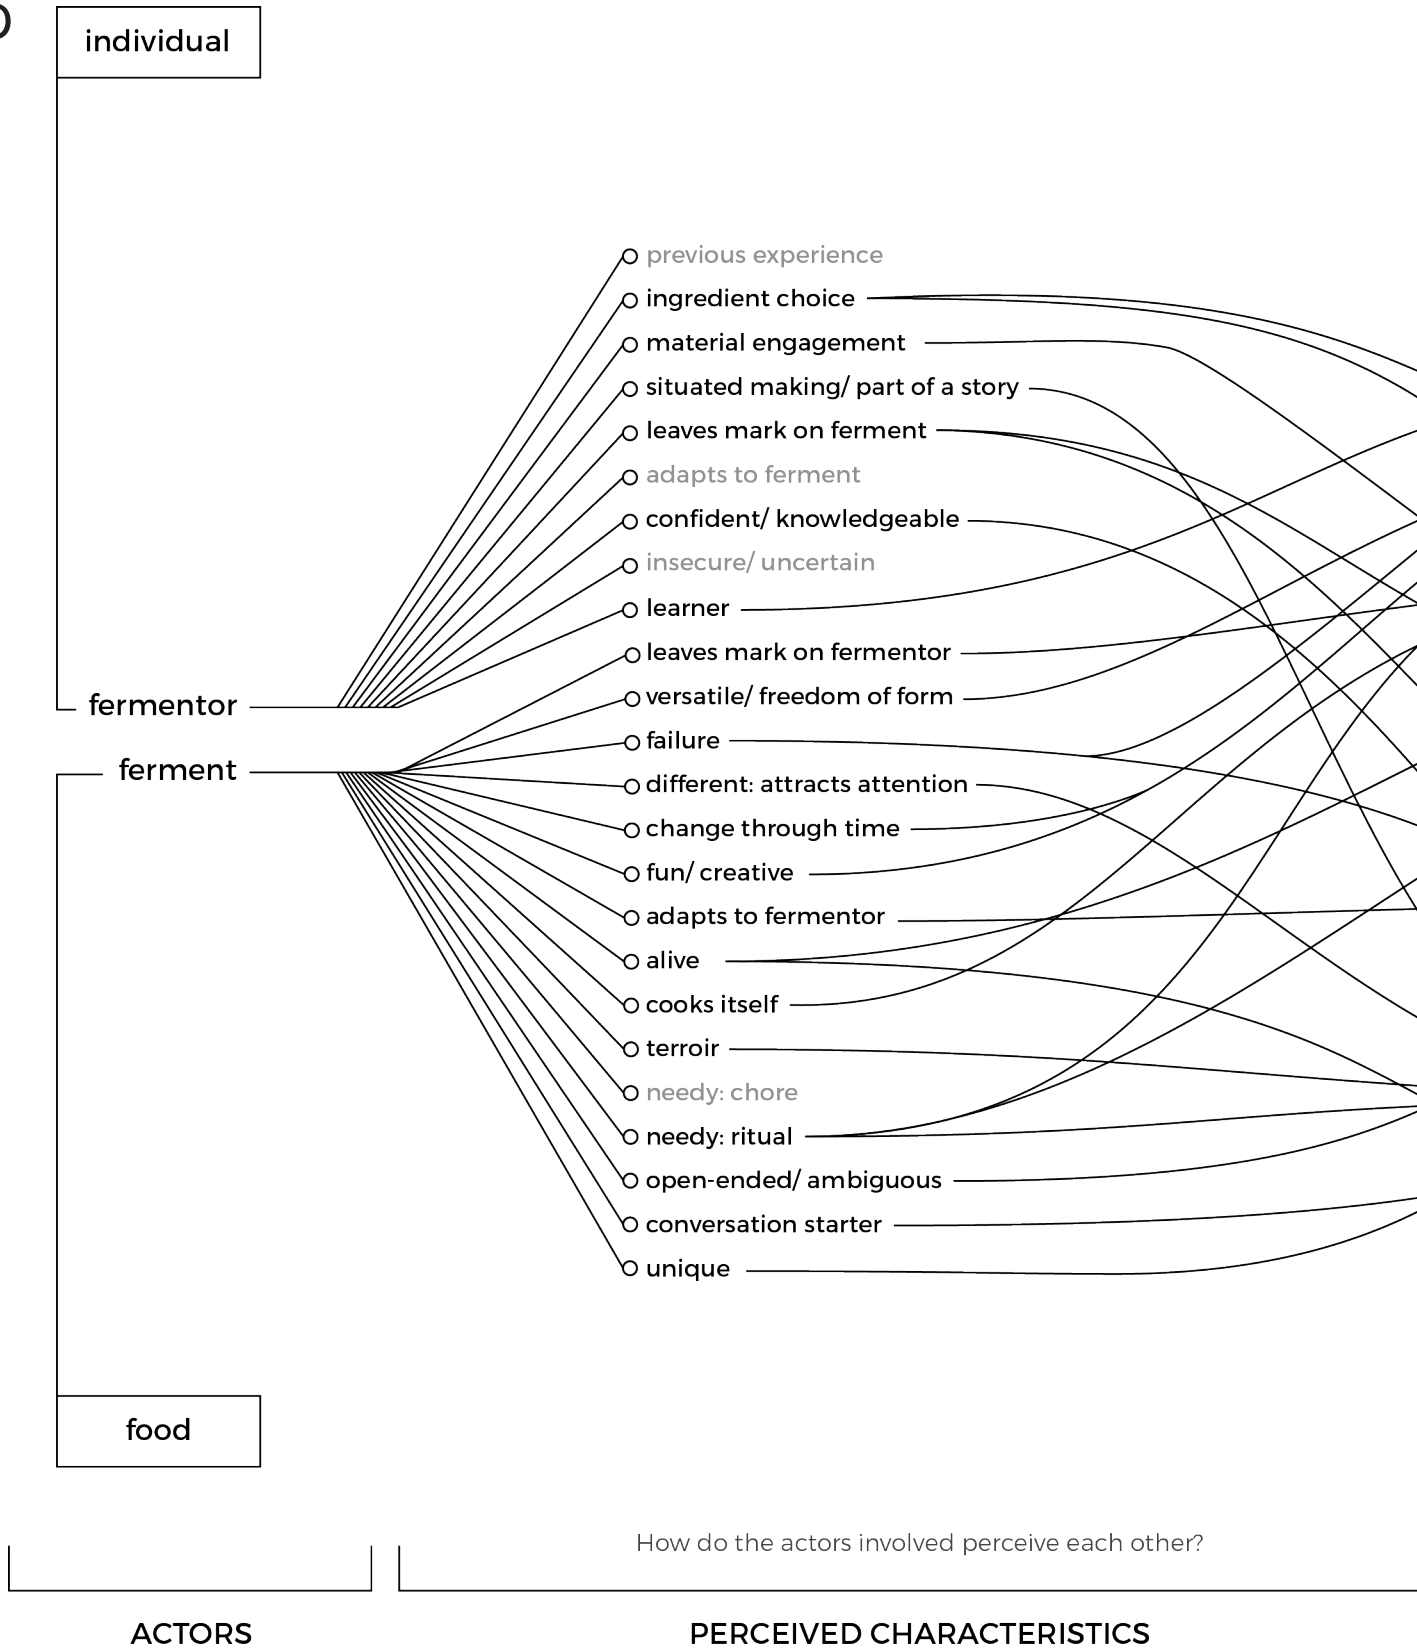 individual
previous experience
ingredient choice
material engagement
situated making/ part of a story
leaves mark on ferment
adapts to ferment
confident/ knowledgeable
insecure/ uncertain
learner
leaves mark on fermentor
versatile/ freedom of form
fermentor
failure
ferment
different: attracts attention
change through time
fun/ creative
adapts to fermentor
alive
cooks itself
terroir
needy: chore
needy: ritual
open-ended/ ambiguous
conversation starter
unique
food
How do the actors involved perceive each other?
ACTORS
PERCEIVED CHARACTERISTICS